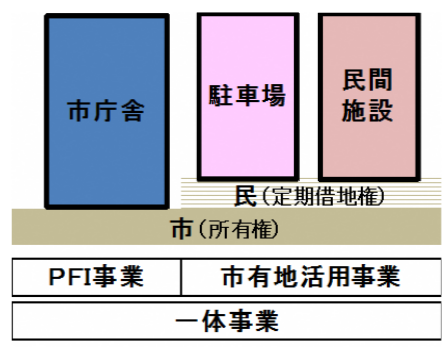 市庁舎
駐車場
民間
施設
民(定期借地権)
市(所有権)
PFI事業
市有地活用事業
一体事業